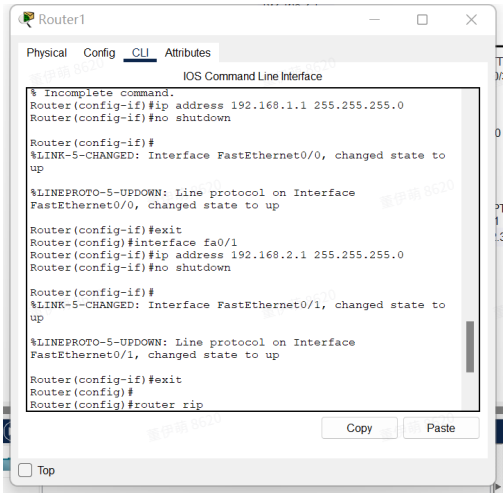 Router1
Physical Config CLI Attributes
IOS Command Line Interface
% Incomplete command.
Router(config-if)#ip address 192.168.1.1 255.255.255.0
Router(config-if)#no shutdown
Router(config-if)#
%LINK-5-CHANGED: Interface FastEthernet0/0, changed state to
up
%LINEPROTO-5-UPDOWN: Line protocol on Interface
FastEthernet0/0, changed state to up
Router(config-if)#exit
Router(config)#interface fa0/1
Router(config-if)#ip address 192.168.2.1 255.255.255.0
Router(config-if)#no shutdown
Router(config-if)#
%LINK-5-CHANGED: Interface FastEthernet0/1, changed state to
up
%LINEPROTO-5-UPDOWN: Line protocol on Interface
FastEthernet0/1, changed state to up
Router(config-if)#exit
Router(config)#
Router(config)#router rip
Copy Paste
Top